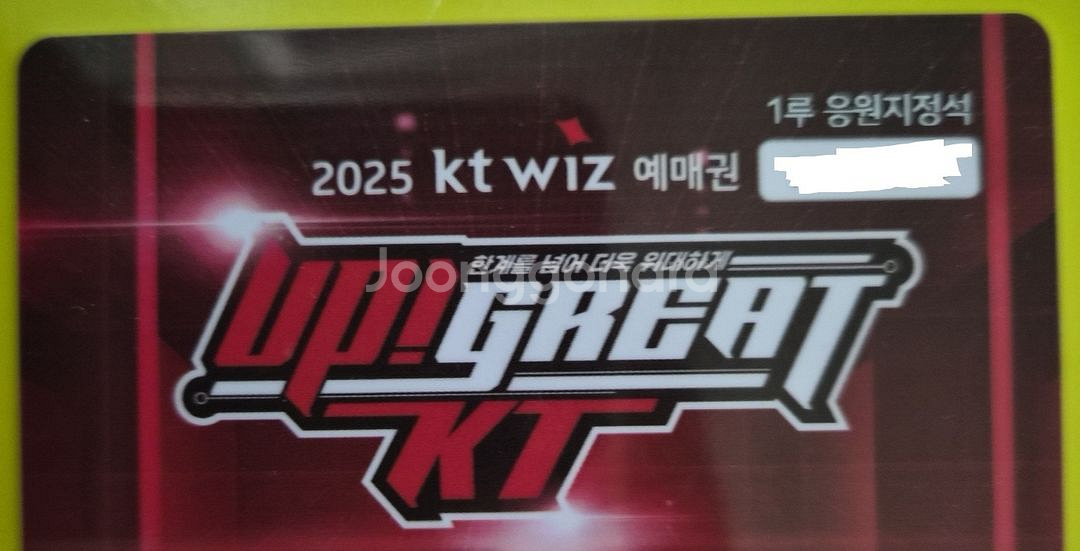 1루 응원지정석
2025 kt wiz 예매권
한계를 넘어 더욱 위대하게
UP! GREAT
KT
Joonggonara